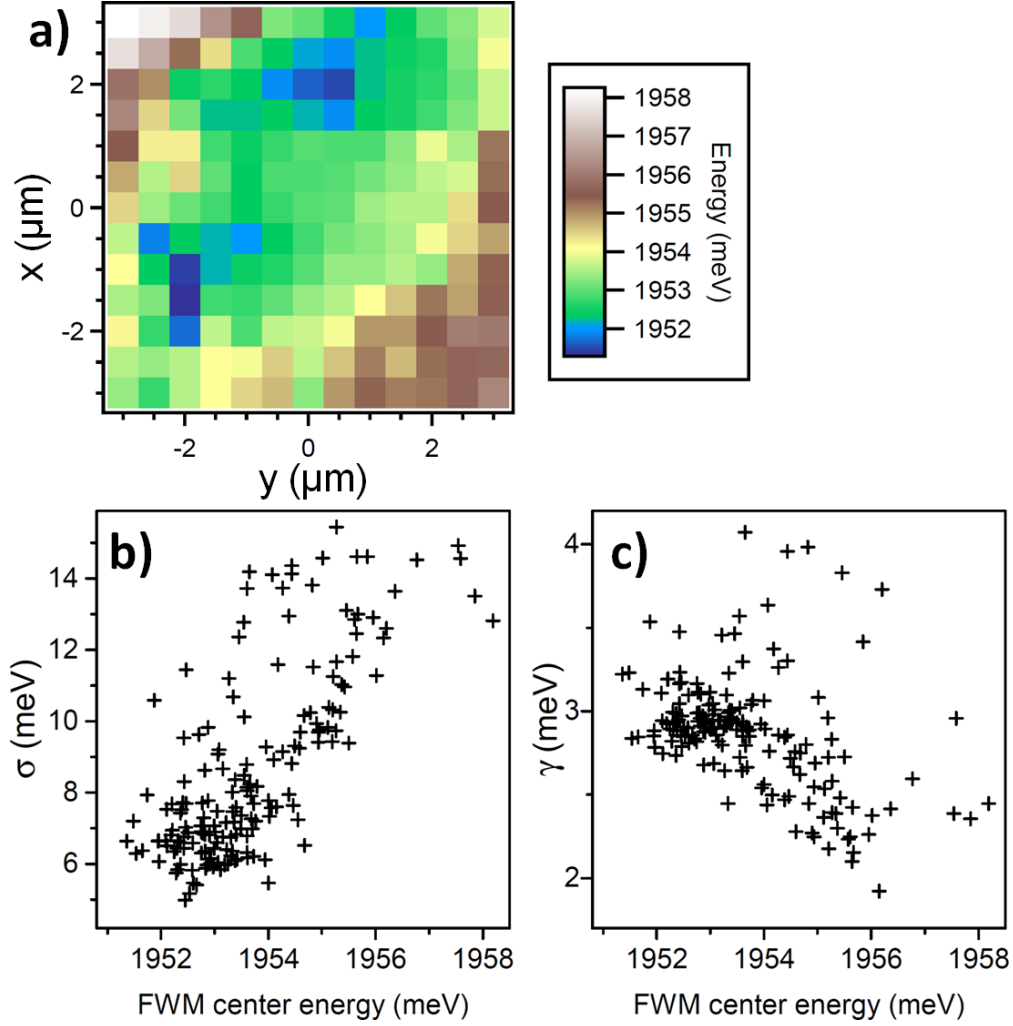 a)
2
0
-2
x (µm)
-2
0
2
y (µm)
1958
1957
1956
1955
1954
1953
1952
Energy (meV)
b)
14
12
10
8
6
σ (meV)
1952
1954
1956
1958
FWM center energy (meV)
c)
4
3
2
γ (meV)
1952
1954
1956
1958
FWM center energy (meV)